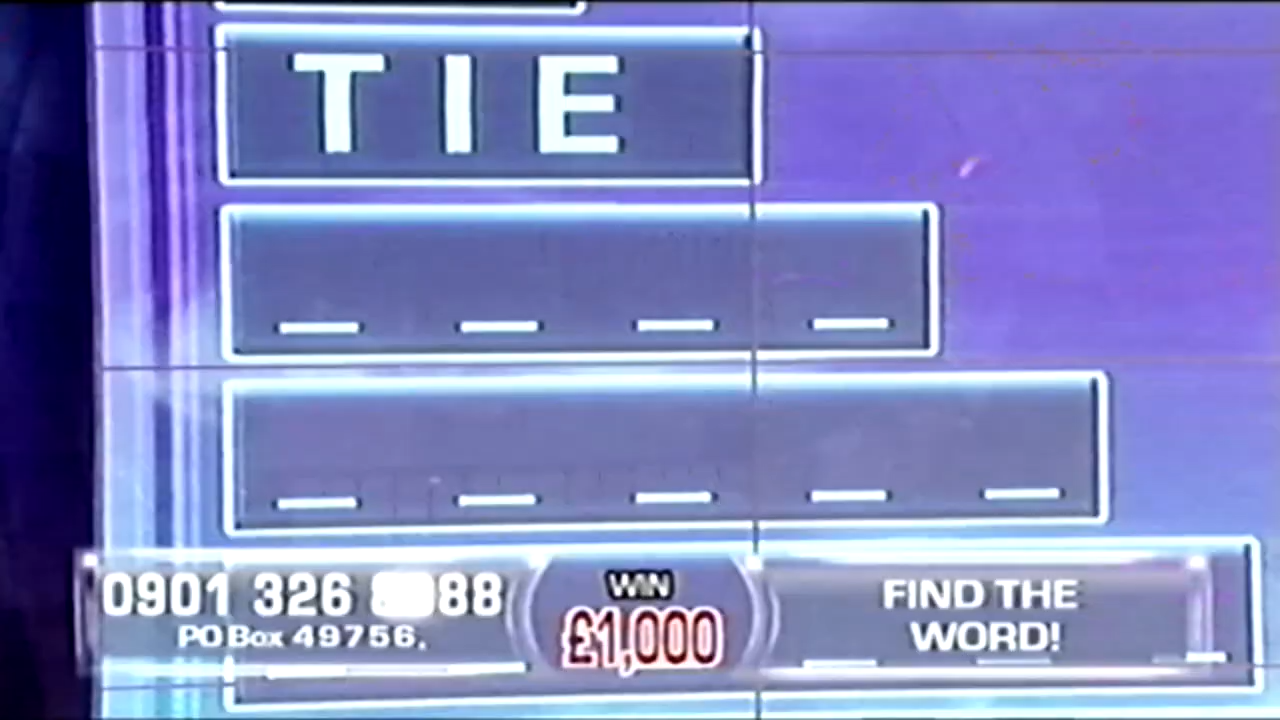 TIE
0901 326 88
PO Box 49756.
WIN
£1,000
FIND THE
WORD!